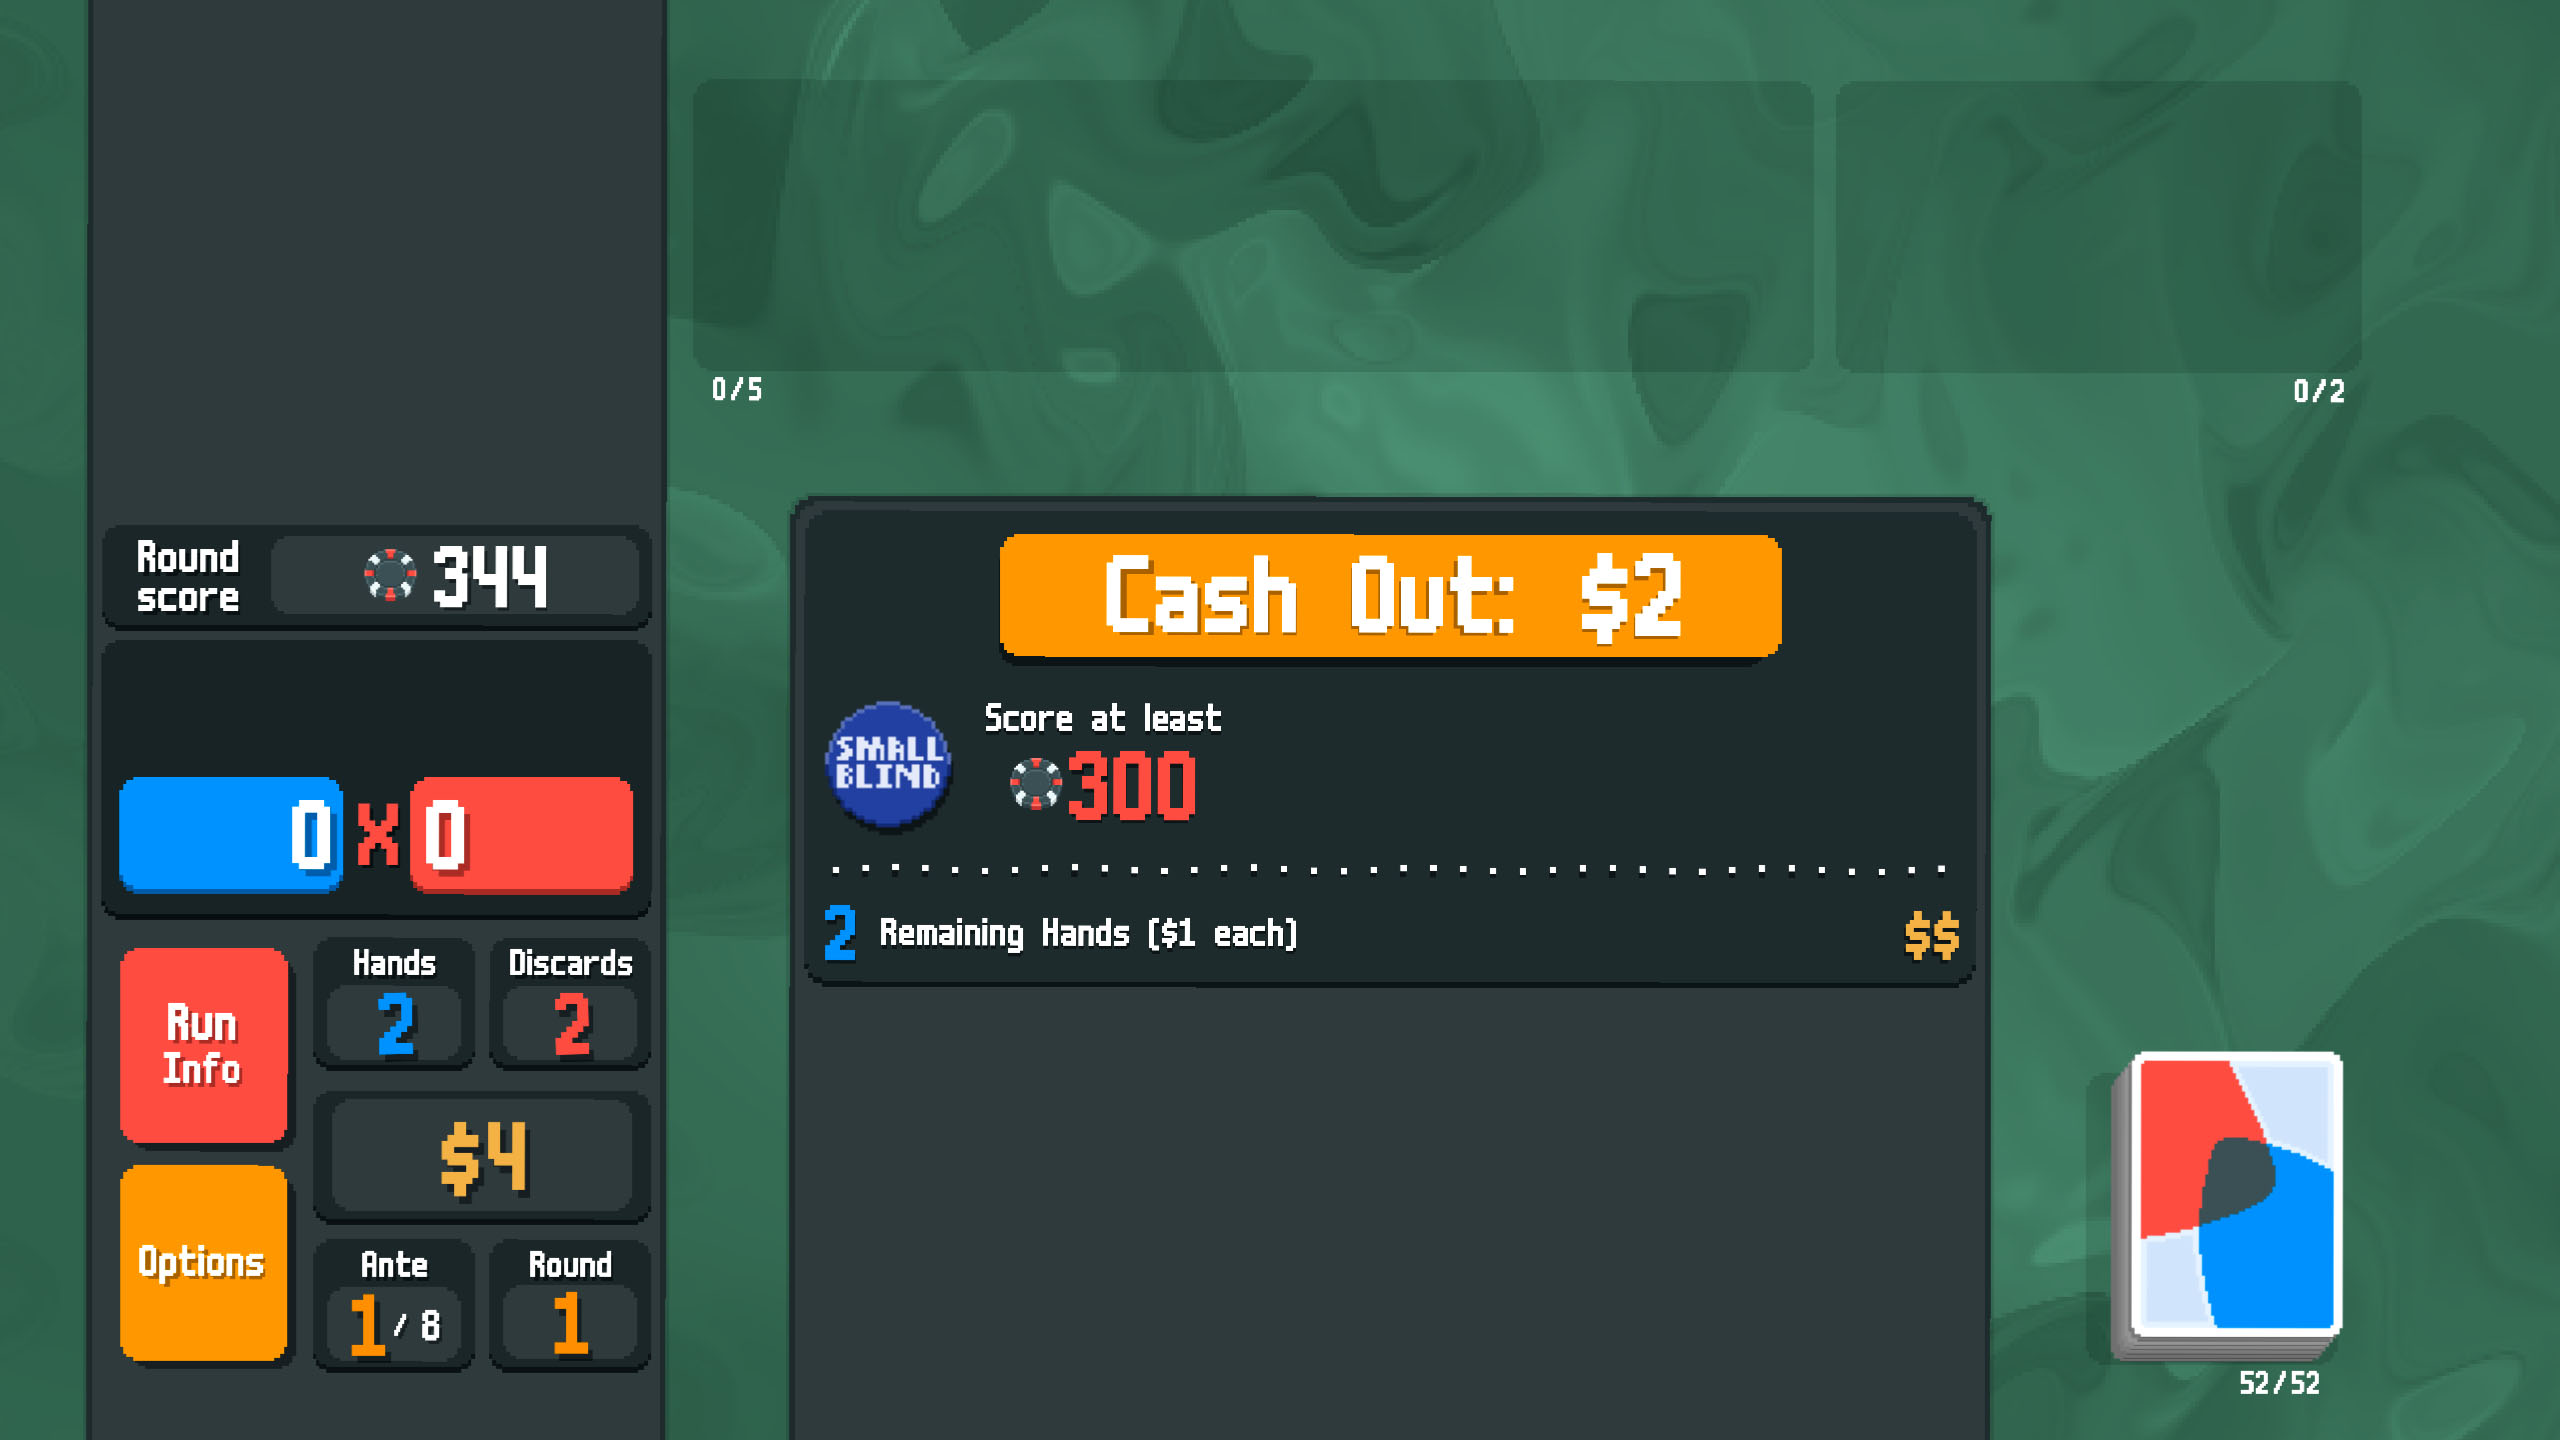 0/5
0/2
Round
score
344
Cash Out: $2
SMALL
BLIND
Score at least
300
0 X 0
2 Remaining Hands ($1 each) $$
Run
Info
Hands
2
Discards
2
$4
Options
Ante
1 / 8
Round
1
52/52